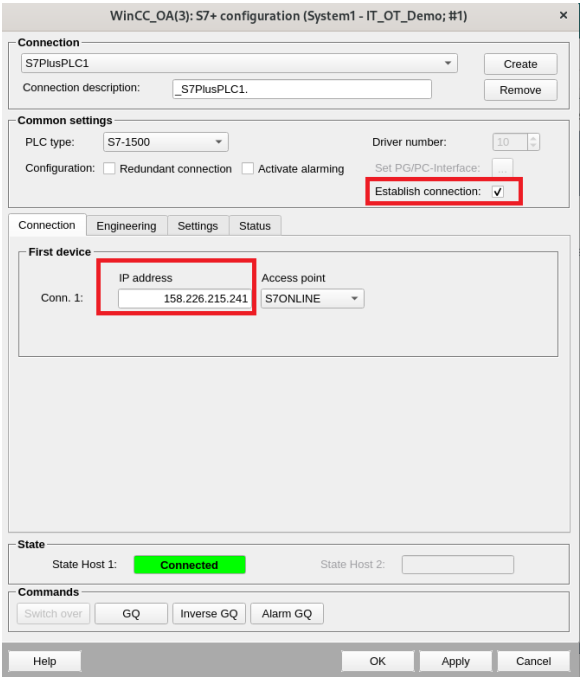 WinCC_OA(3): S7+ configuration (System1 - IT_OT_Demo; #1) ×
Connection
S7PlusPLC1 Create
Connection description: _S7PlusPLC1. Remove
Common settings
PLC type: S7-1500 Driver number: 10
Configuration: Redundant connection Activate alarming Set PG/PC-Interface: ...
Establish connection:
Connection Engineering Settings Status
First device
IP address Access point
Conn. 1: 158.226.215.241 S7ONLINE
State
State Host 1: Connected State Host 2:
Commands
Switch over GQ Inverse GQ Alarm GQ
Help OK Apply Cancel